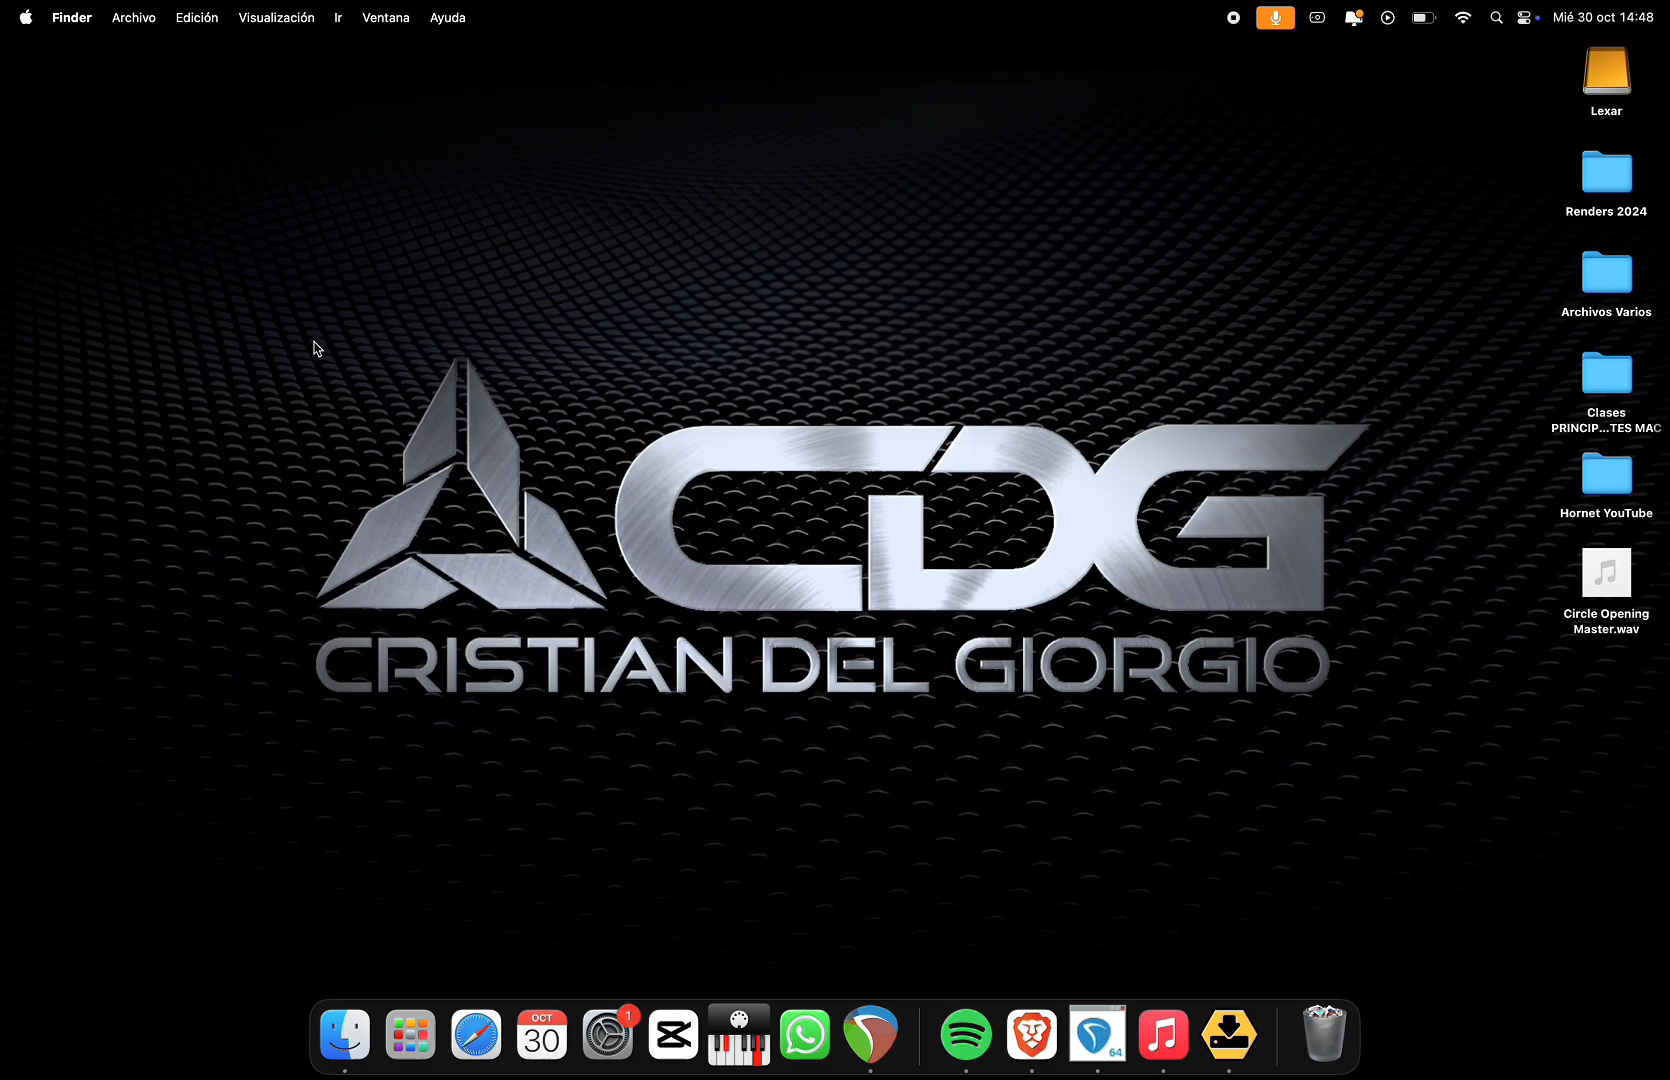 Finder Archivo Edición Visualización Ir Ventana Ayuda Mié 30 oct 14:48
Lexar
Renders 2024
Archivos Varios
Clases
PRINCIP...TES MAC
Hornet YouTube
Circle Opening
Master.wav
CDG
CRISTIAN DEL GIORGIO
OCT
30
1
64